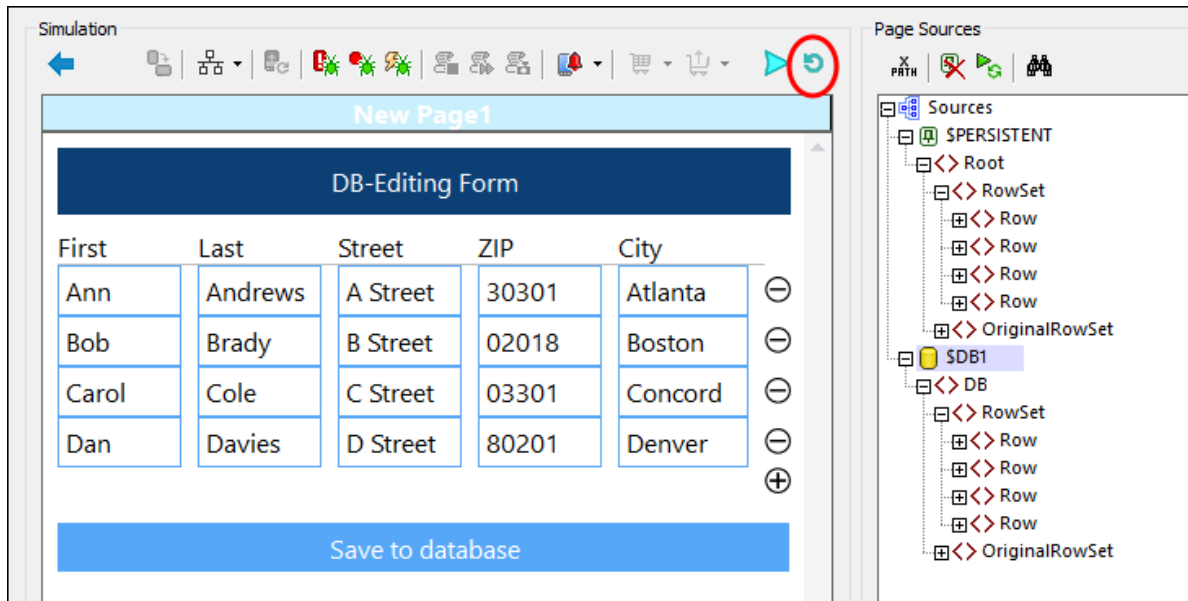 Simulation
New Page1
DB-Editing Form
First Last Street ZIP City
Ann Andrews A Street 30301 Atlanta
Bob Brady B Street 02018 Boston
Carol Cole C Street 03301 Concord
Dan Davies D Street 80201 Denver
Save to database
Page Sources
X
PATH
Sources
$PERSISTENT
Root
RowSet
Row
Row
Row
Row
OriginalRowSet
$DB1
DB
RowSet
Row
Row
Row
Row
OriginalRowSet